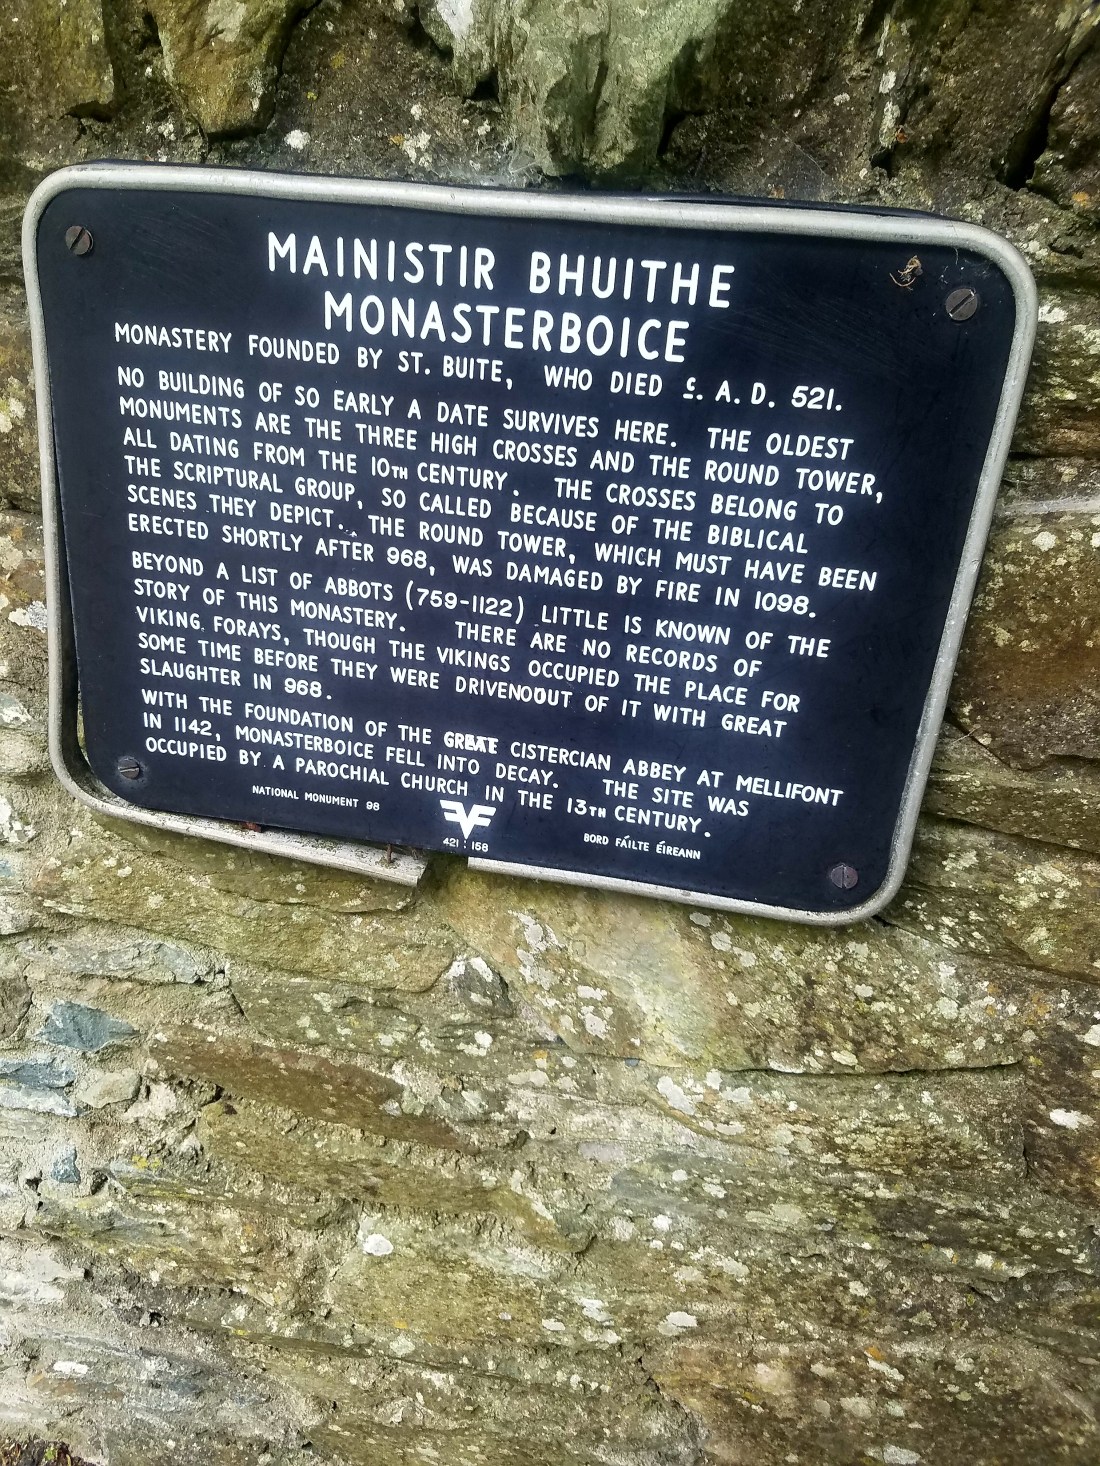 MAINISTIR BHUITHE
MONASTERBOICE
MONASTERY FOUNDED BY ST. BUITE, WHO DIED c. A.D. 521.
NO BUILDING OF SO EARLY A DATE SURVIVES HERE. THE OLDEST
MONUMENTS ARE THE THREE HIGH CROSSES AND THE ROUND TOWER,
ALL DATING FROM THE 10TH CENTURY. THE CROSSES BELONG TO
THE SCRIPTURAL GROUP, SO CALLED BECAUSE OF THE BIBLICAL
SCENES THEY DEPICT. THE ROUND TOWER, WHICH MUST HAVE BEEN
ERECTED SHORTLY AFTER 968, WAS DAMAGED BY FIRE IN 1098.
BEYOND A LIST OF ABBOTS (759-1122) LITTLE IS KNOWN OF THE
STORY OF THIS MONASTERY. THERE ARE NO RECORDS OF
VIKING FORAYS, THOUGH THE VIKINGS OCCUPIED THE PLACE FOR
SOME TIME BEFORE THEY WERE DRIVEN OUT OF IT WITH GREAT
SLAUGHTER IN 968.
WITH THE FOUNDATION OF THE GREAT CISTERCIAN ABBEY AT MELLIFONT
IN 1142, MONASTERBOICE FELL INTO DECAY. THE SITE WAS
OCCUPIED BY A PAROCHIAL CHURCH IN THE 13TH CENTURY.
NATIONAL MONUMENT 98
421:158
BORD FÁILTE ÉIREANN